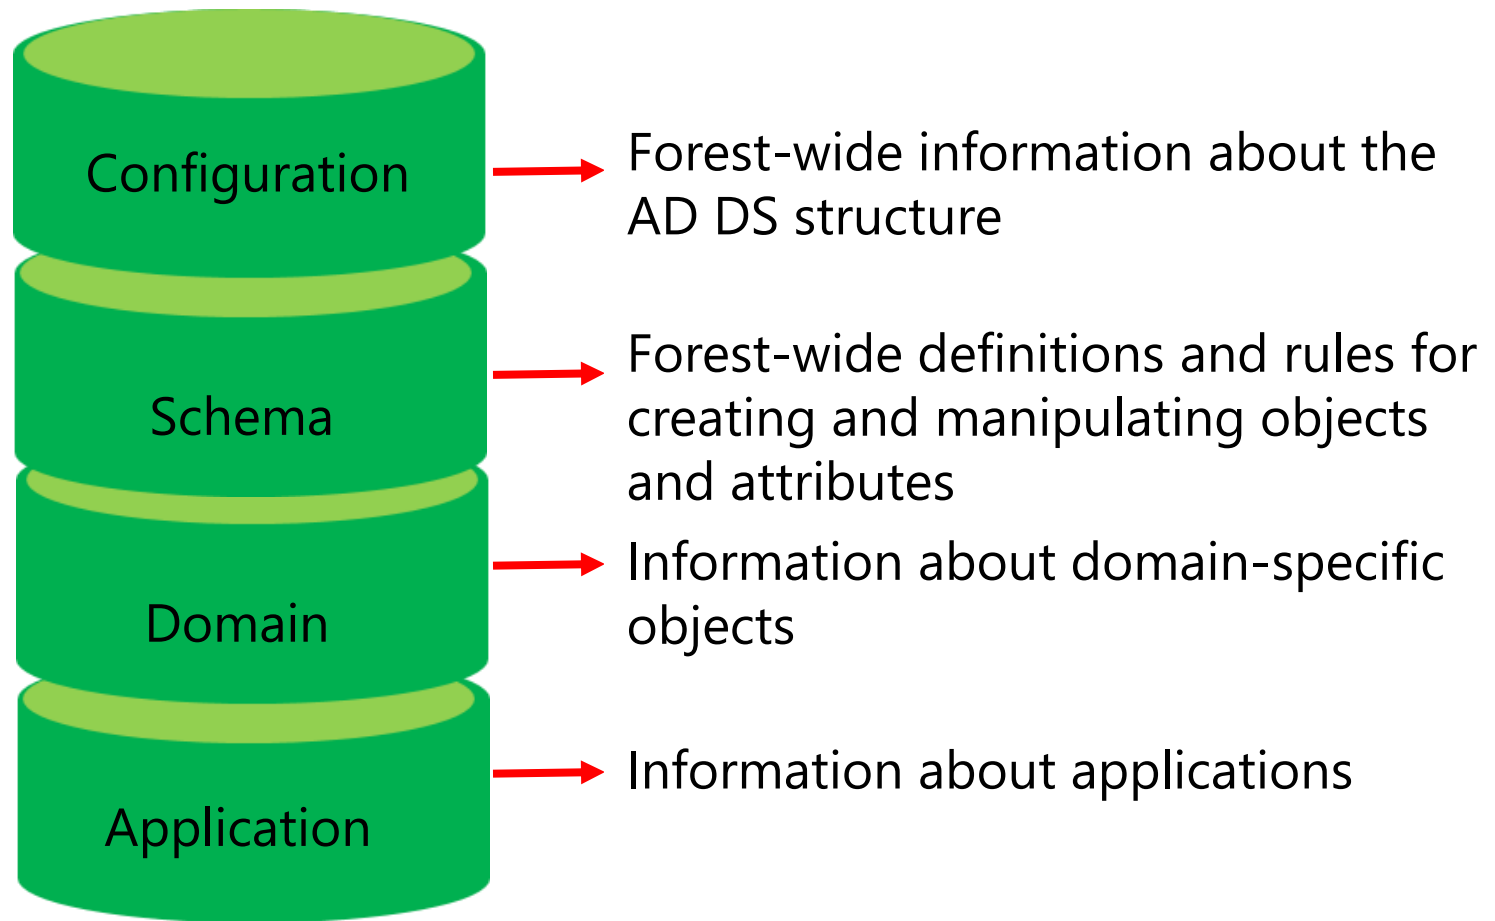 Configuration
Forest-wide information about the
AD DS structure
Schema
Forest-wide definitions and rules for
creating and manipulating objects
and attributes
Domain
Information about domain-specific
objects
Application
Information about applications